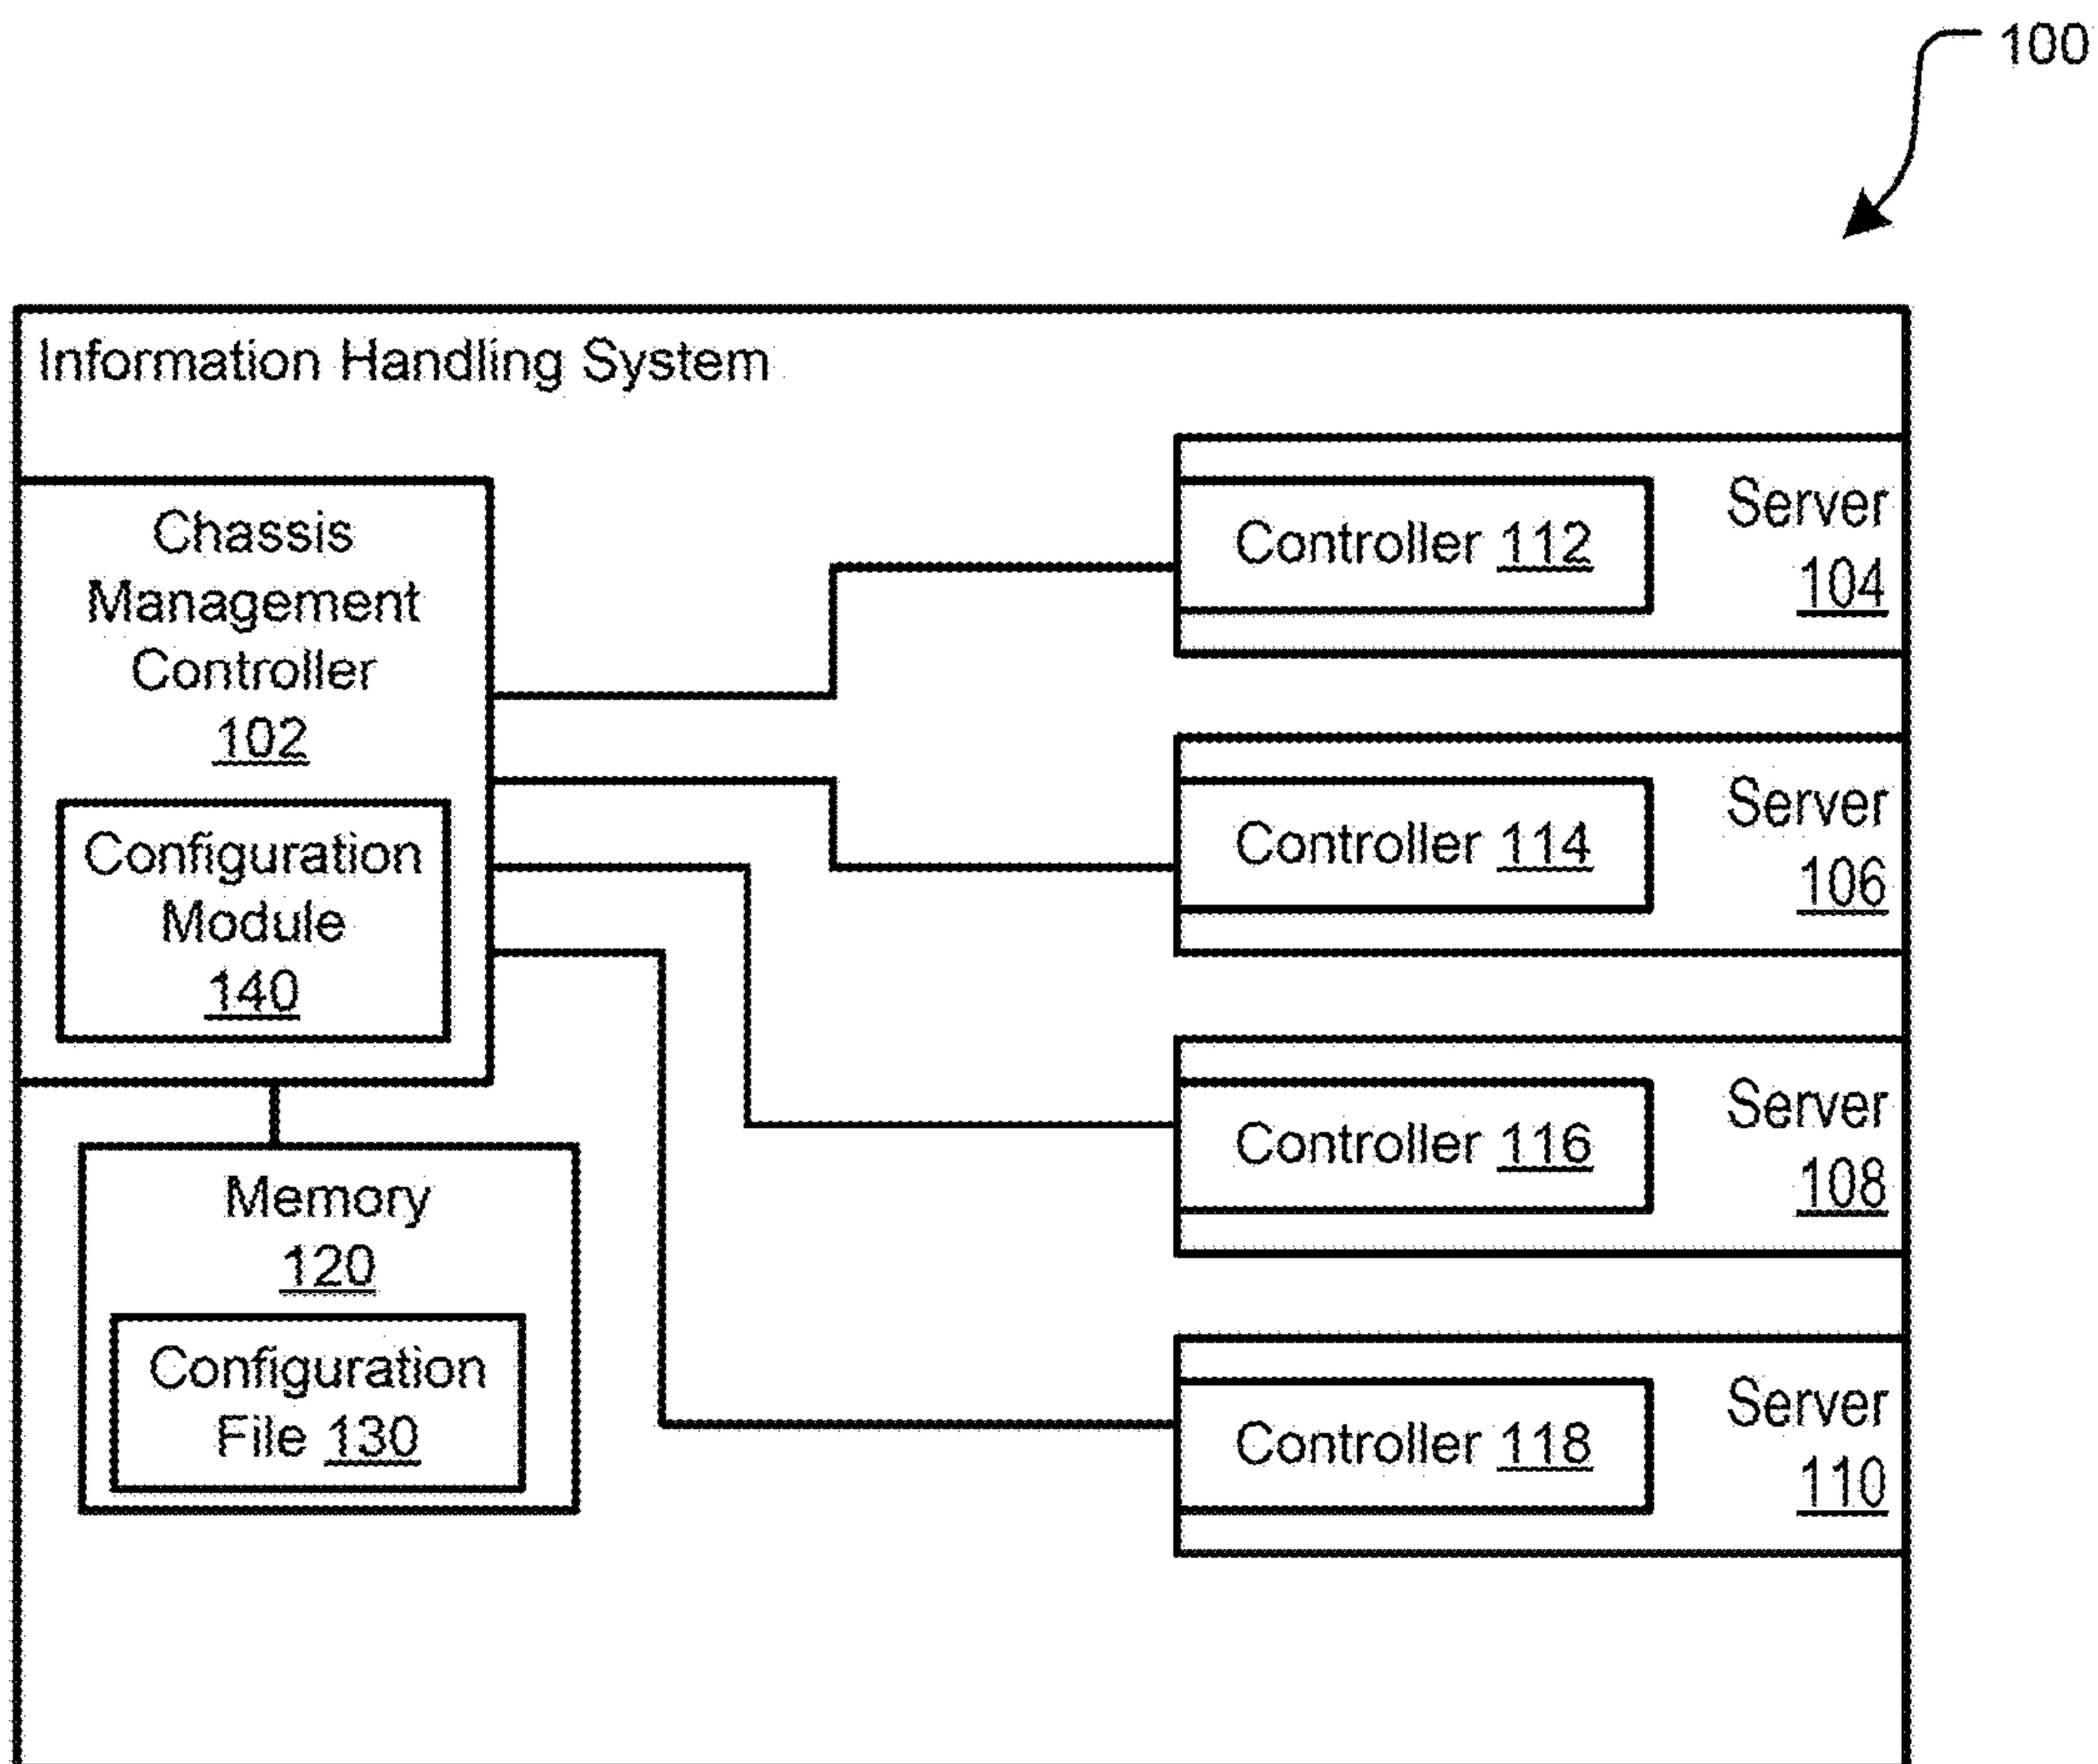 100
Information Handling System
Chassis
Management
Controller
102
Configuration
Module
140
Memory
120
Configuration
File 130
Controller 112
Server
104
Controller 114
Server
106
Controller 116
Server
108
Controller 118
Server
110